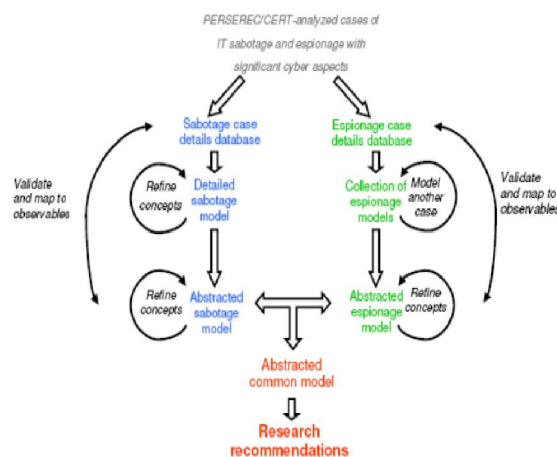 PERSEREC/CERT-analyzed cases of
IT sabotage and espionage with
significant cyber aspects
Sabotage case
details database
Espionage case
details database
Validate
and map to
observables
Refine
concepts
Detailed
sabotage
model
Collection of
espionage
models
Model
another
case
Validate
and map to
observables
Refine
concepts
Abstracted
sabotage
model
Abstracted
espionage
model
Refine
concepts
Abstracted
common model
Research
recommendations